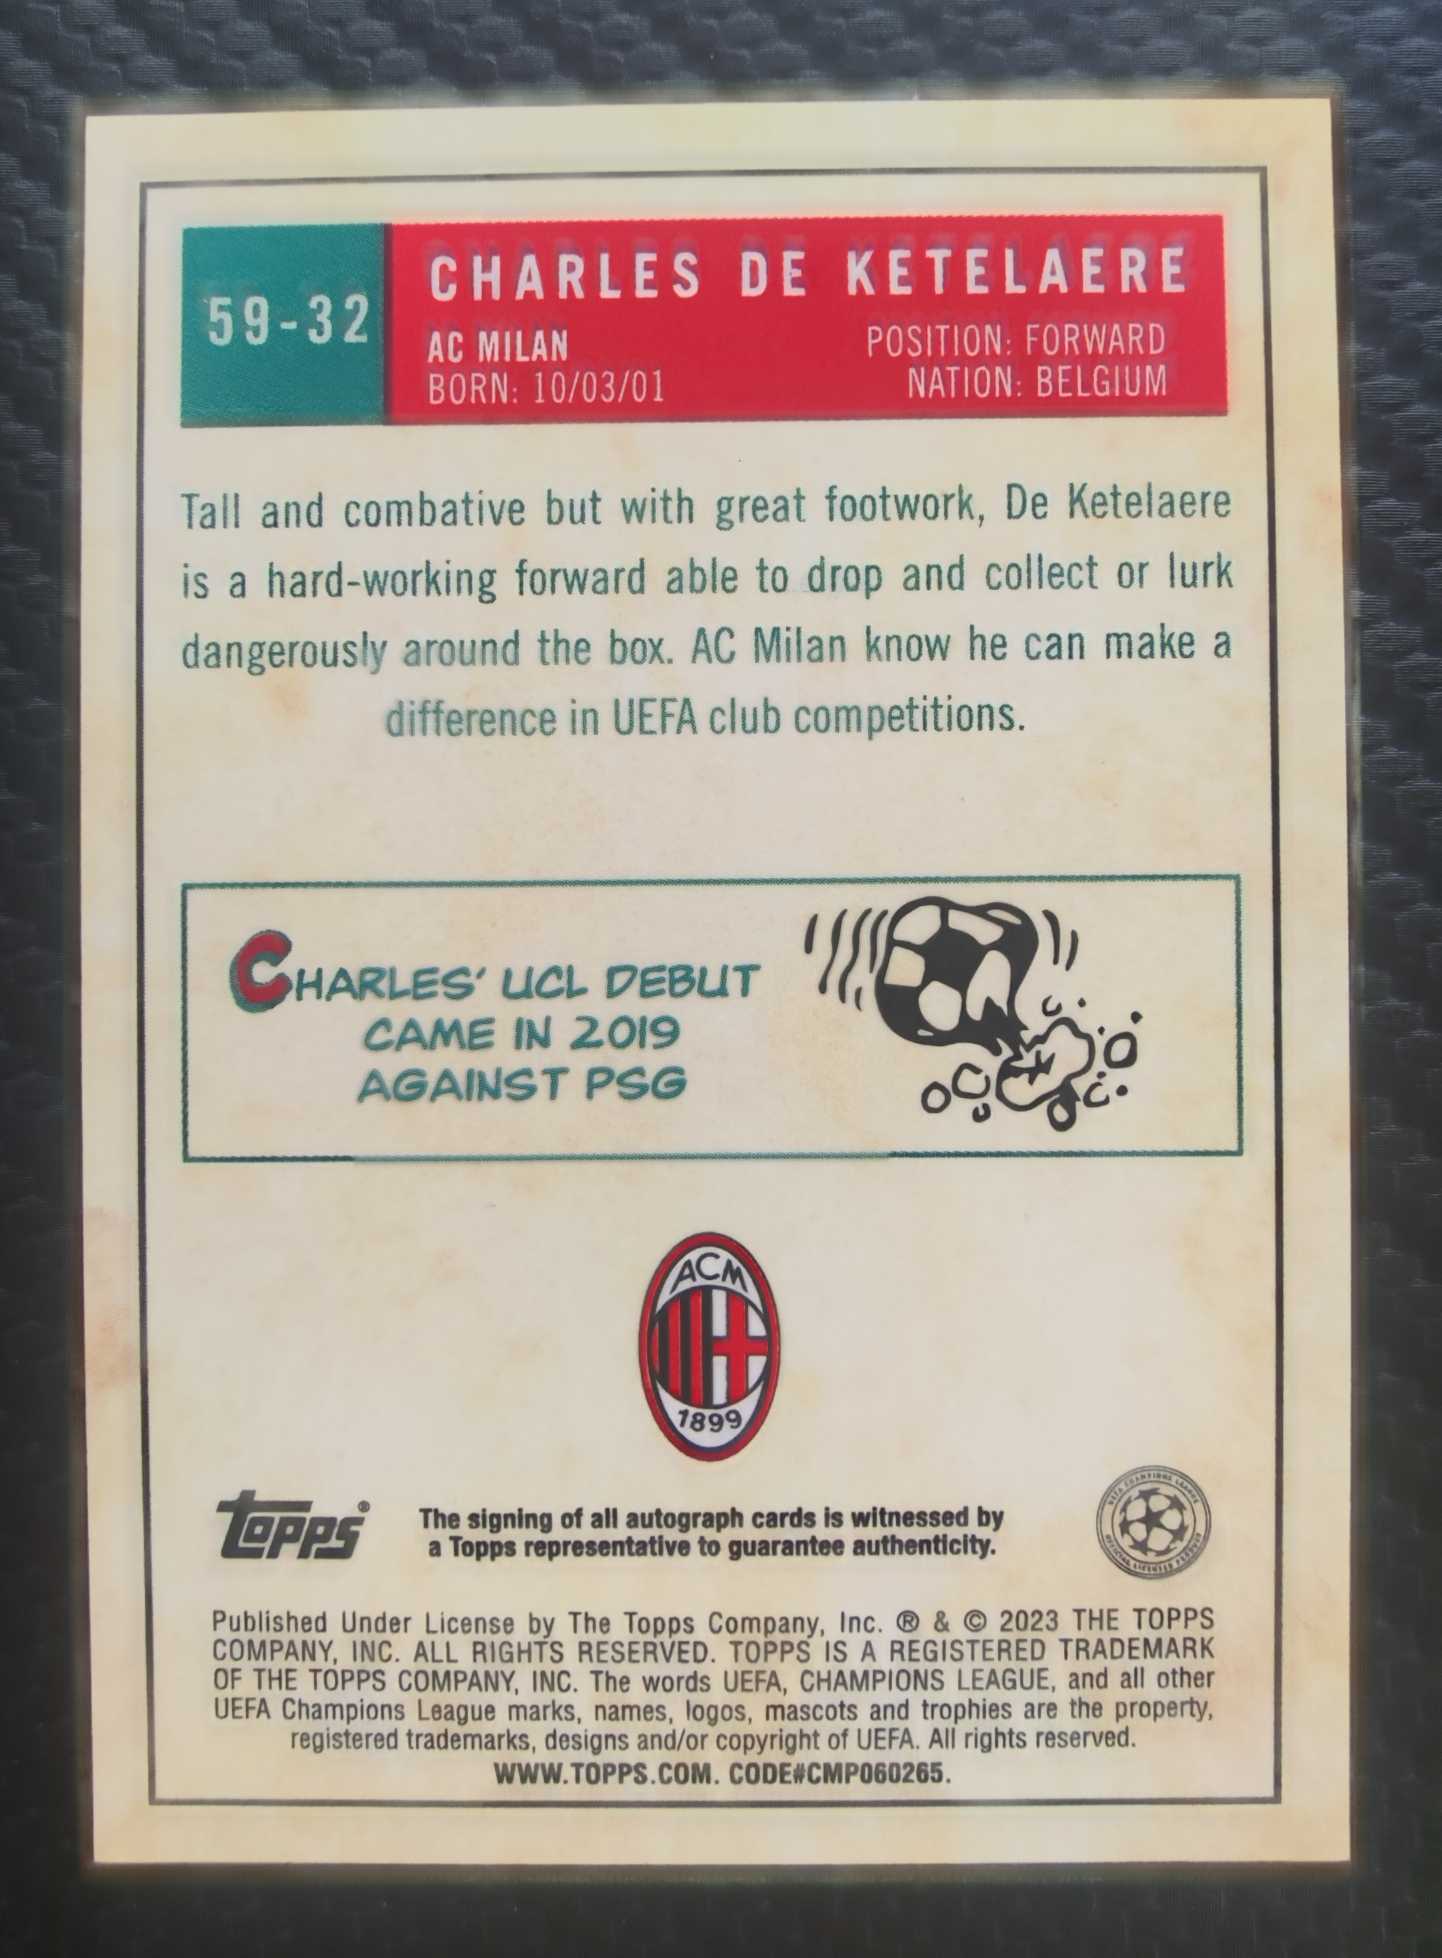 59-32
CHARLES DE KETELAERE
AC MILAN
POSITION: FORWARD
BORN: 10/03/01
NATION: BELGIUM
Tall and combative but with great footwork, De Ketelaere
is a hard-working forward able to drop and collect or lurk
dangerously around the box. AC Milan know he can make a
difference in UEFA club competitions.
CHARLES' UCL DEBUT
CAME IN 2019
AGAINST PSG
ACM
1899
TOPPS®
The signing of all autograph cards is witnessed by
a Topps representative to guarantee authenticity.
UEFA CHAMPIONS LEAGUE
OFFICIAL LICENSED PRODUCT
Published Under License by The Topps Company, Inc. ® & © 2023 THE TOPPS
COMPANY, INC. ALL RIGHTS RESERVED. TOPPS IS A REGISTERED TRADEMARK
OF THE TOPPS COMPANY, INC. The words UEFA, CHAMPIONS LEAGUE, and all other
UEFA Champions League marks, names, logos, mascots and trophies are the property,
registered trademarks, designs and/or copyright of UEFA. All rights reserved.
WWW.TOPPS.COM. CODE#CMP060265.